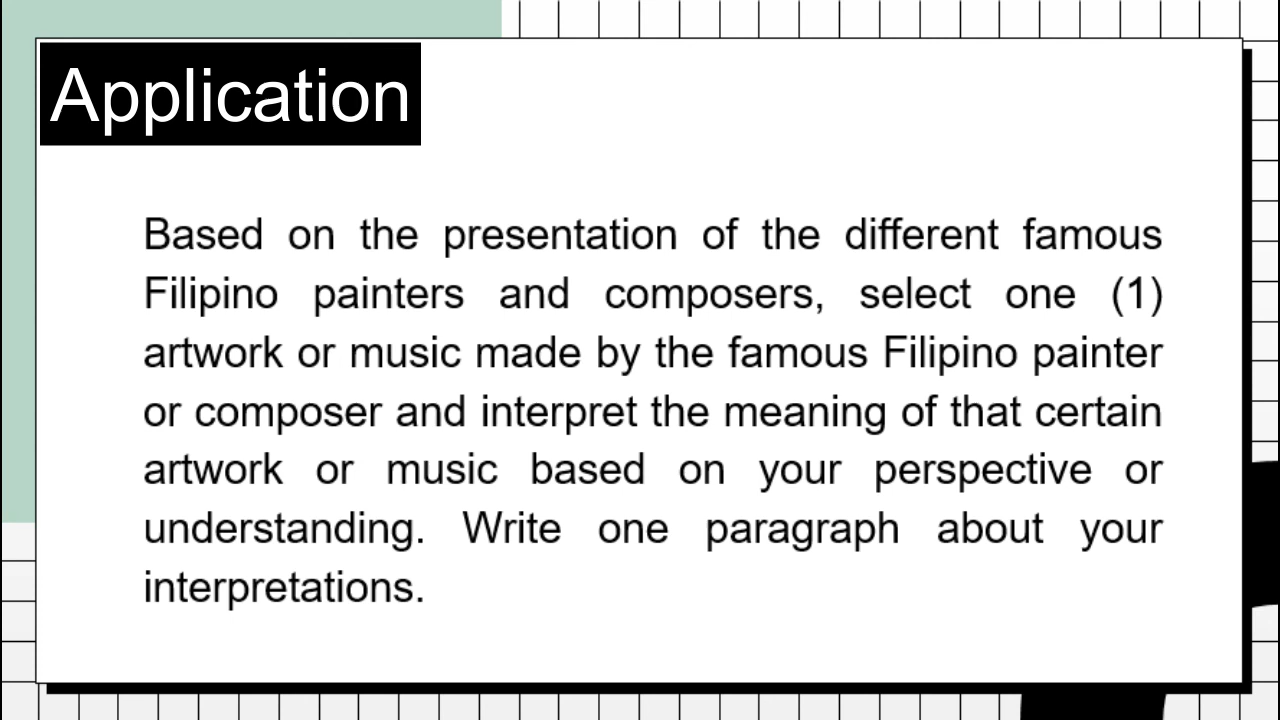 Application
Based on the presentation of the different famous
Filipino painters and composers, select one (1)
artwork or music made by the famous Filipino painter
or composer and interpret the meaning of that certain
artwork or music based on your perspective or
understanding. Write one paragraph about your
interpretations.